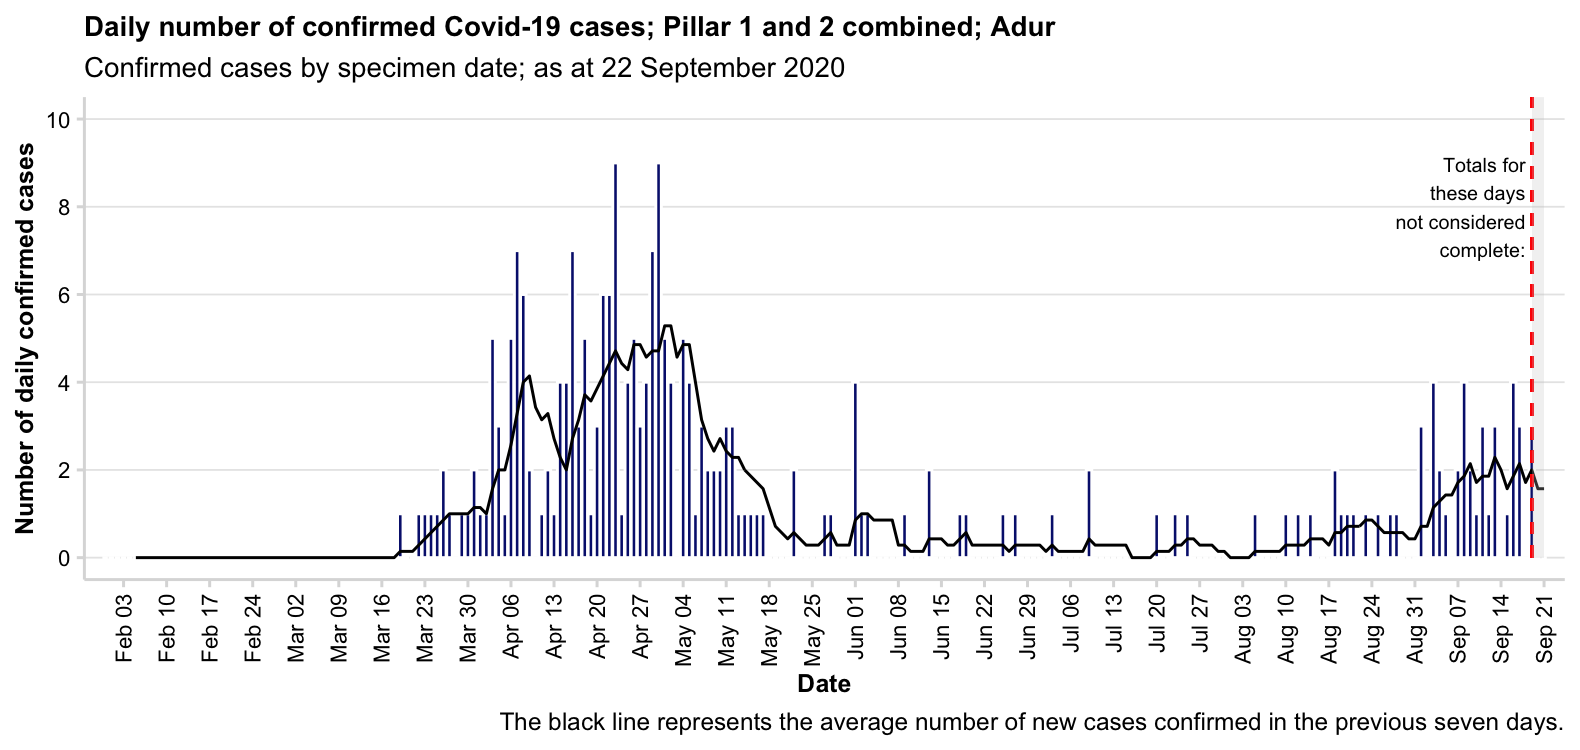 Daily number of confirmed Covid-19 cases; Pillar 1 and 2 combined; Adur
Confirmed cases by specimen date; as at 22 September 2020
Number of daily confirmed cases
10
8
6
4
2
0
Totals for
these days
not considered
complete:
Feb 03
Feb 10
Feb 17
Feb 24
Mar 02
Mar 09
Mar 16
Mar 23
Mar 30
Apr 06
Apr 13
Apr 20
Apr 27
May 04
May 11
May 18
May 25
Jun 01
Jun 08
Jun 15
Jun 22
Jun 29
Jul 06
Jul 13
Jul 20
Jul 27
Aug 03
Aug 10
Aug 17
Aug 24
Aug 31
Sep 07
Sep 14
Sep 21
Date
The black line represents the average number of new cases confirmed in the previous seven days.